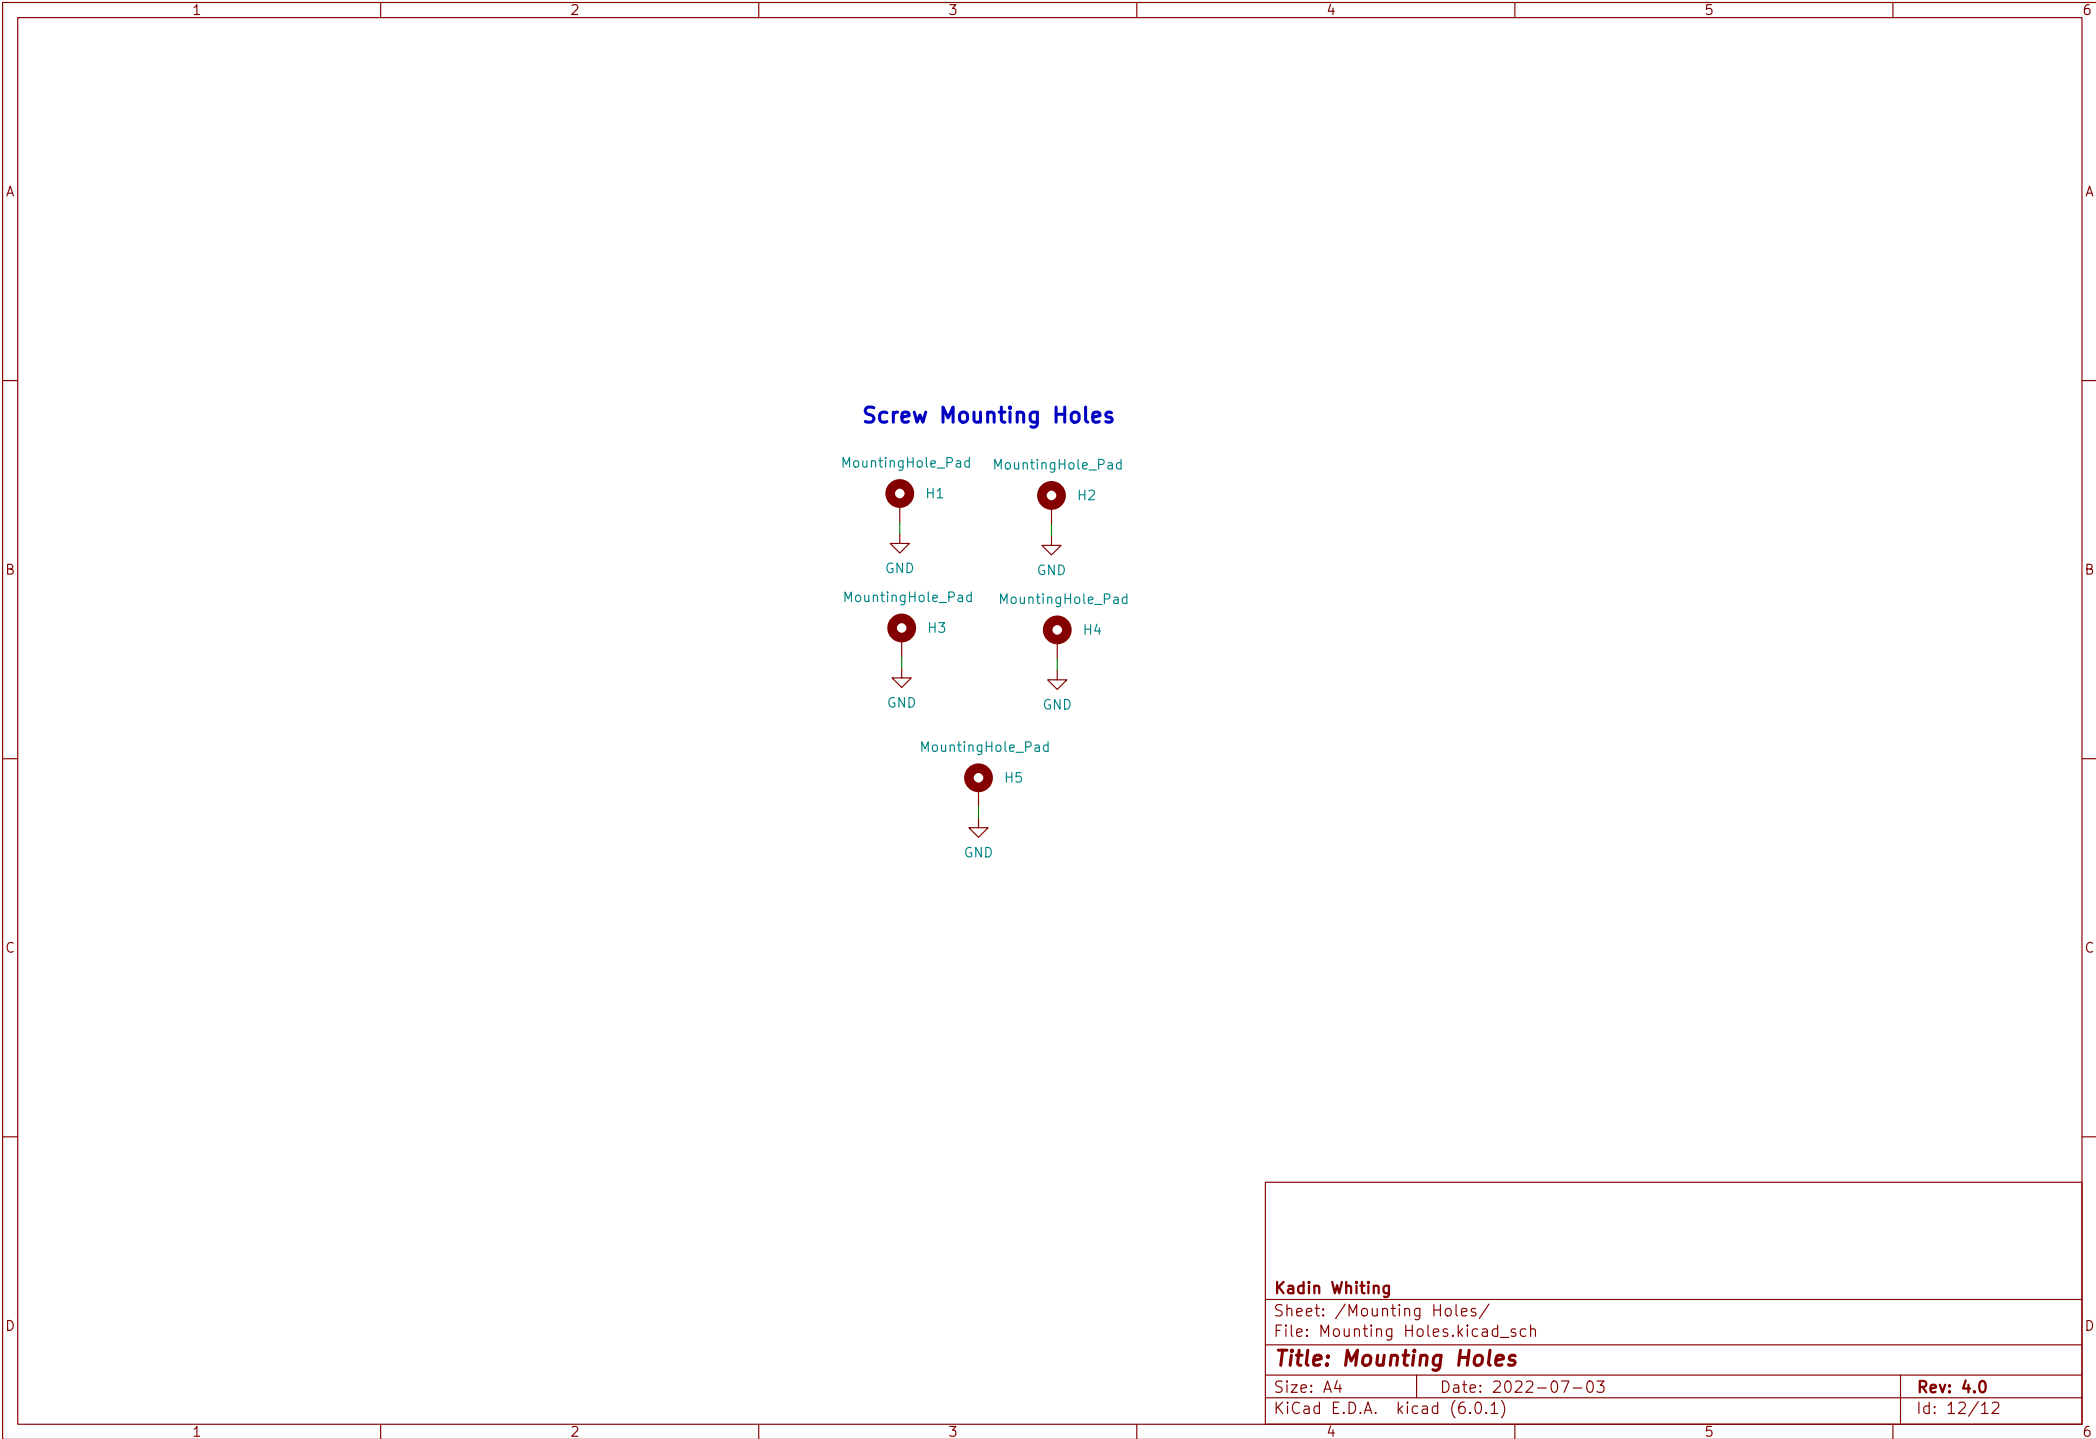 1 2 3 4 5 6
A A
Screw Mounting Holes
MountingHole_Pad MountingHole_Pad
H1 H2
GND GND
B B
MountingHole_Pad MountingHole_Pad
H3 H4
GND GND
MountingHole_Pad
H5
GND
C C
Kadin Whiting
Sheet: /Mounting Holes/
File: Mounting Holes.kicad_sch
D D
Title: Mounting Holes
Size: A4 Date: 2022-07-03 Rev: 4.0
KiCad E.D.A. kicad (6.0.1) Id: 12/12
1 2 3 4 5 6